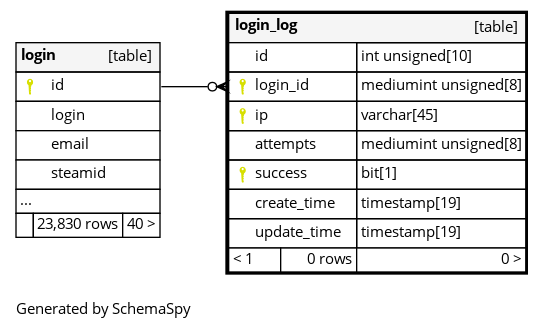 login [table]
id
login
email
steamid
...
23,830 rows 40 >
login_log [table]
id int unsigned[10]
login_id mediumint unsigned[8]
ip varchar[45]
attempts mediumint unsigned[8]
success bit[1]
create_time timestamp[19]
update_time timestamp[19]
< 1 0 rows 0 >
Generated by SchemaSpy